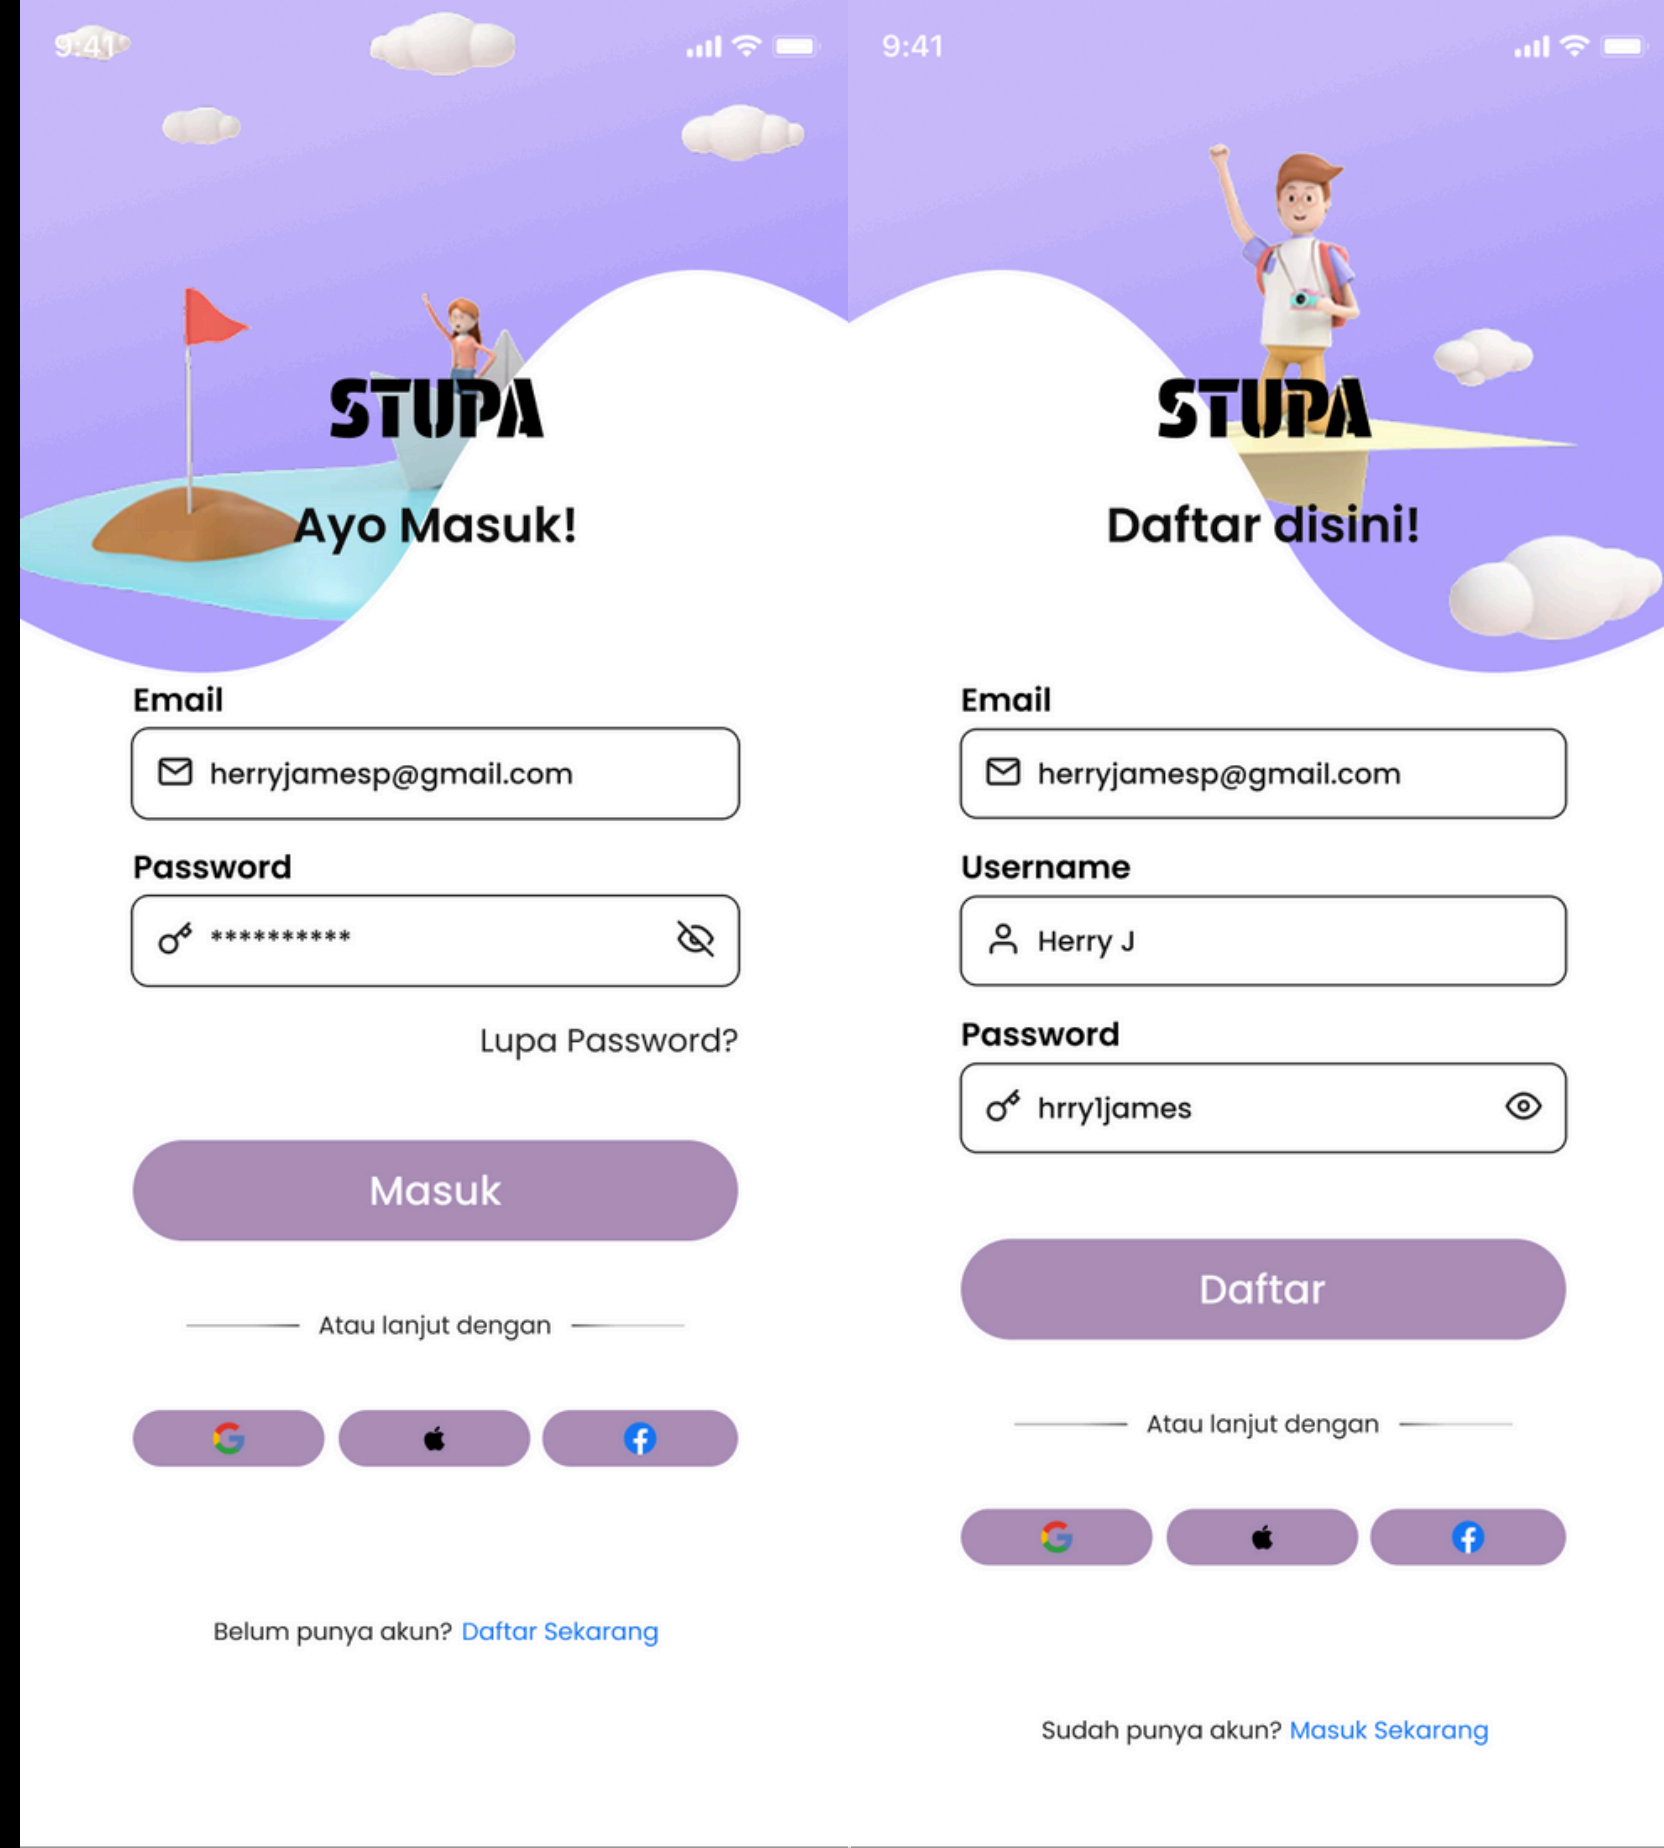 9:41
STUPA
Ayo Masuk!
Email
herryjamesp@gmail.com
Password
**********
Lupa Password?
Masuk
Atau lanjut dengan
Belum punya akun? Daftar Sekarang
9:41
STUPA
Daftar disini!
Email
herryjamesp@gmail.com
Username
Herry J
Password
hrry1james
Daftar
Atau lanjut dengan
Sudah punya akun? Masuk Sekarang